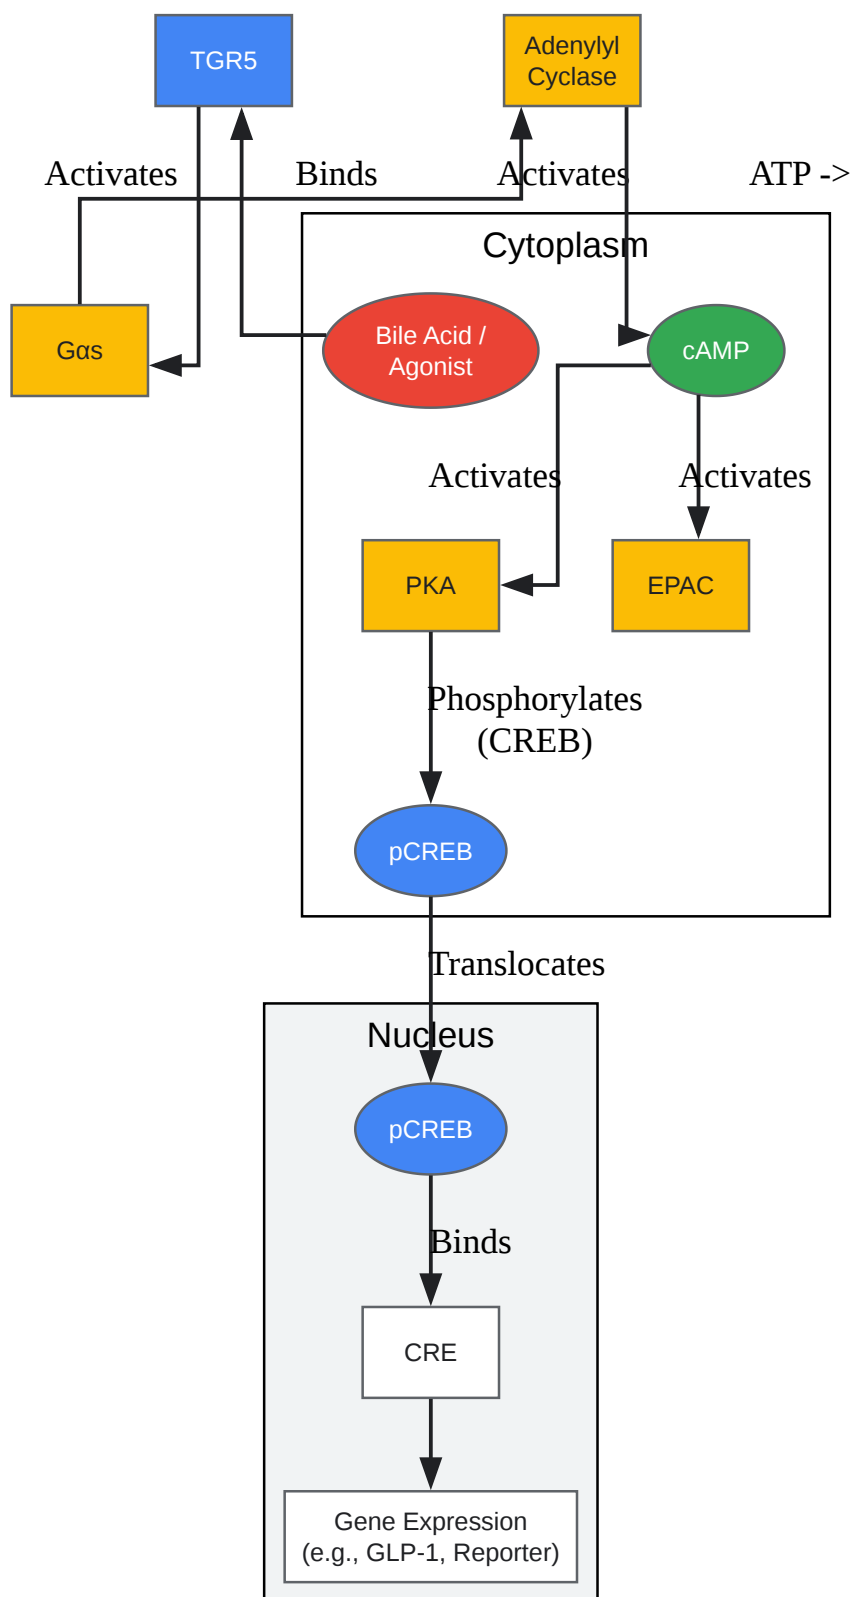 TGR5
Adenylyl
Cyclase
Activates
Binds
Activates
ATP ->
Cytoplasm
Gαs
Bile Acid /
Agonist
cAMP
Activates
Activates
PKA
EPAC
Phosphorylates
(CREB)
pCREB
Translocates
Nucleus
pCREB
Binds
CRE
Gene Expression
(e.g., GLP-1, Reporter)